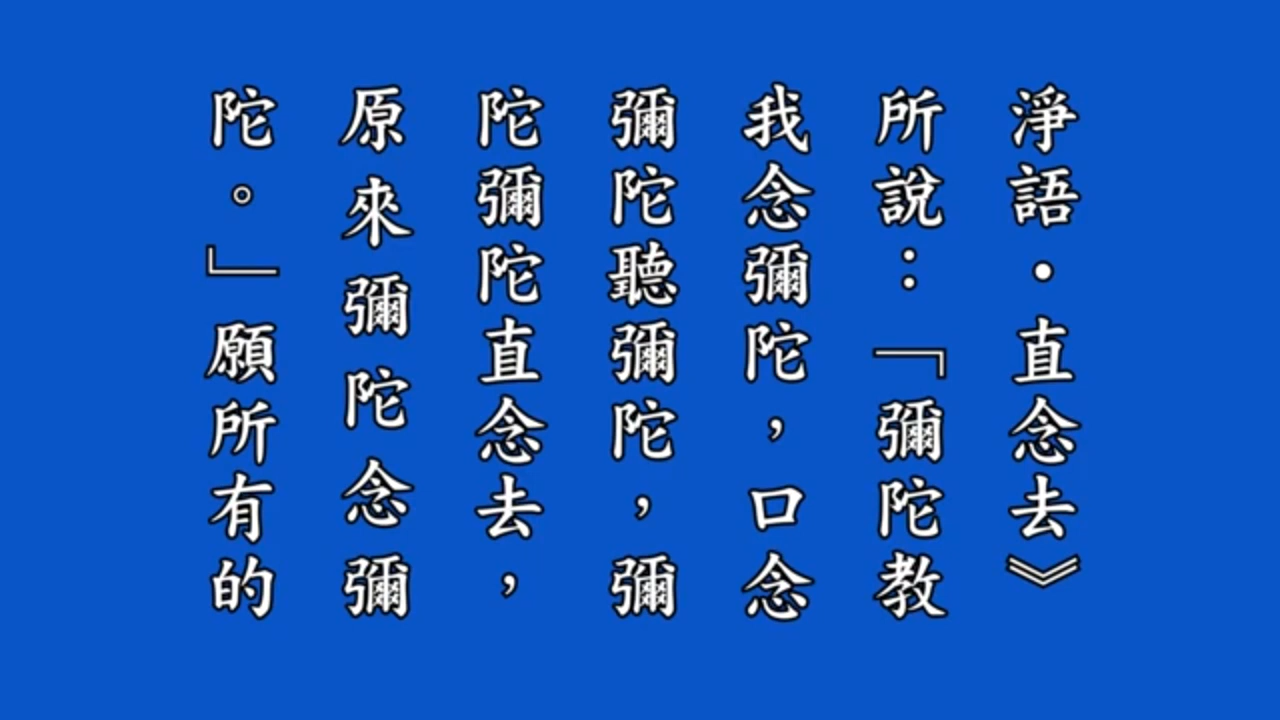 淨語·直念去》
所說：「彌陀教
我念彌陀，口念
彌陀聽彌陀，彌
陀彌陀直念去，
原來彌陀念彌
陀。」願所有的